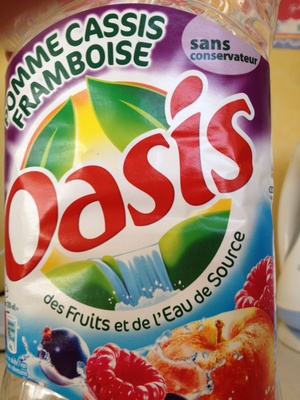 POMME CASSIS
FRAMBOISE
Oasis
sans
conservateur
des Fruits et de l'Eau de Source